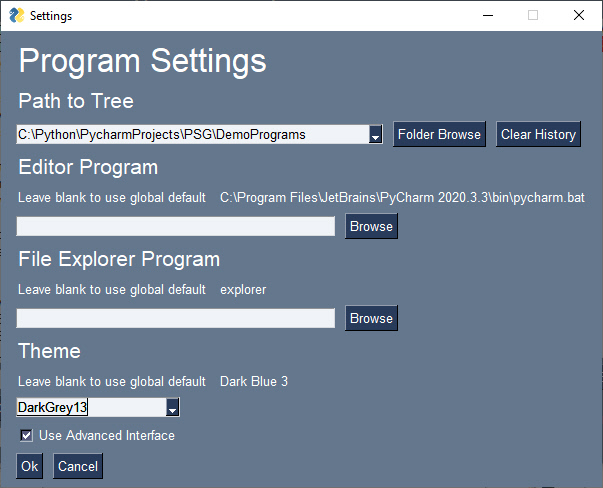 Settings
Program Settings
Path to Tree
C:\Python\PycharmProjects\PSG\DemoPrograms Folder Browse Clear History
Editor Program
Leave blank to use global default C:\Program Files\JetBrains\PyCharm 2020.3.3\bin\pycharm.bat
Browse
File Explorer Program
Leave blank to use global default explorer
Browse
Theme
Leave blank to use global default Dark Blue 3
DarkGrey13
Use Advanced Interface
Ok Cancel